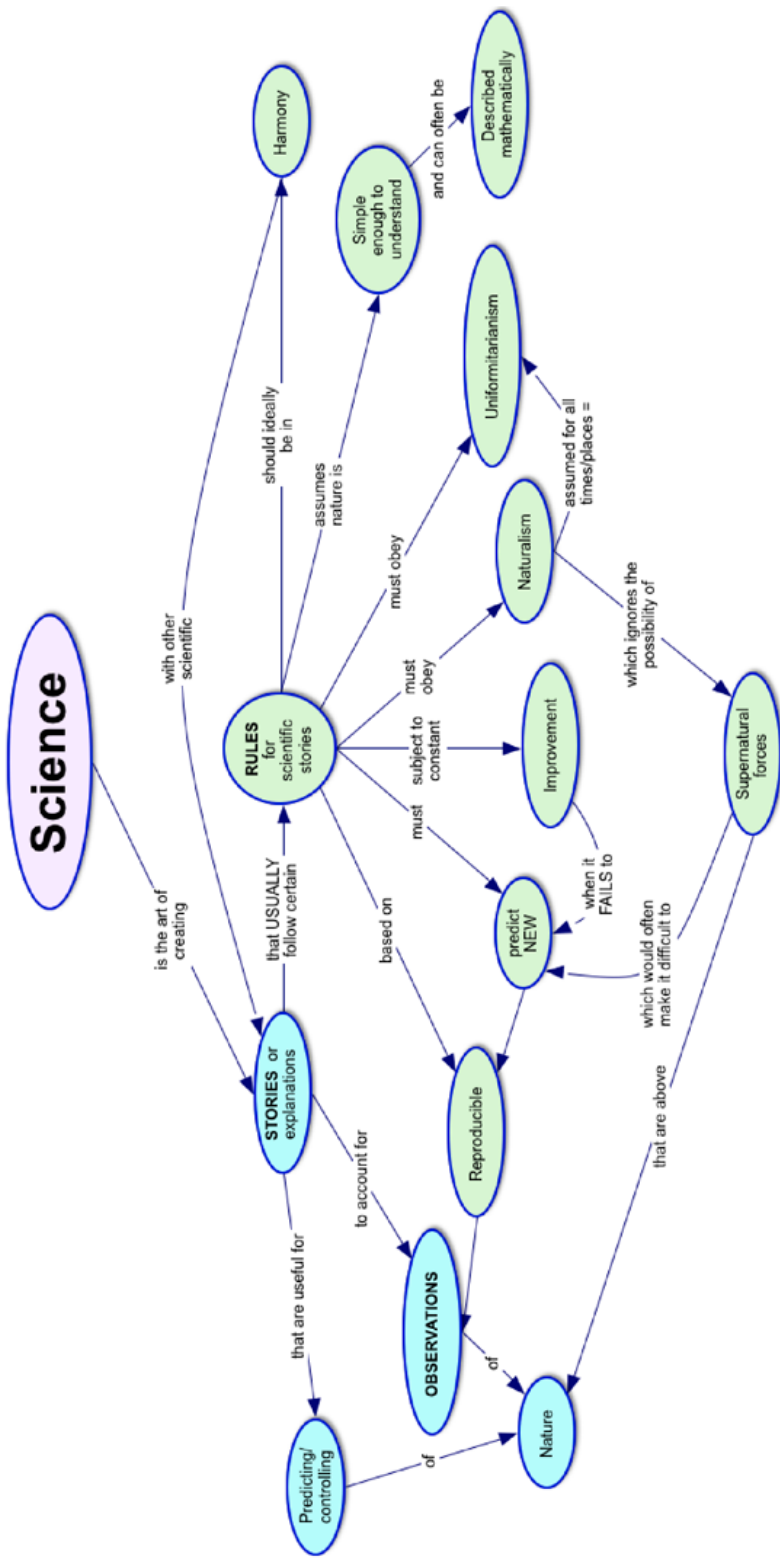 Science
is the art of
creating
with other
scientific
STORIES or
explanations
that USUALLY
follow certain
RULES
for
scientific
stories
should ideally
be in
Harmony
that are useful for
Predicting/
controlling
to account for
based on
must
subject to
constant
must
obey
must obey
assumes
nature is
Simple
enough to
understand
and can often be
Described
mathematically
OBSERVATIONS
Reproducible
predict
NEW
Improvement
Naturalism
Uniformitarianism
of
of
Nature
when it
FAILS to
assumed for all
times/places =
which ignores the
possibility of
which would often
make it difficult to
that are above
Supernatural
forces